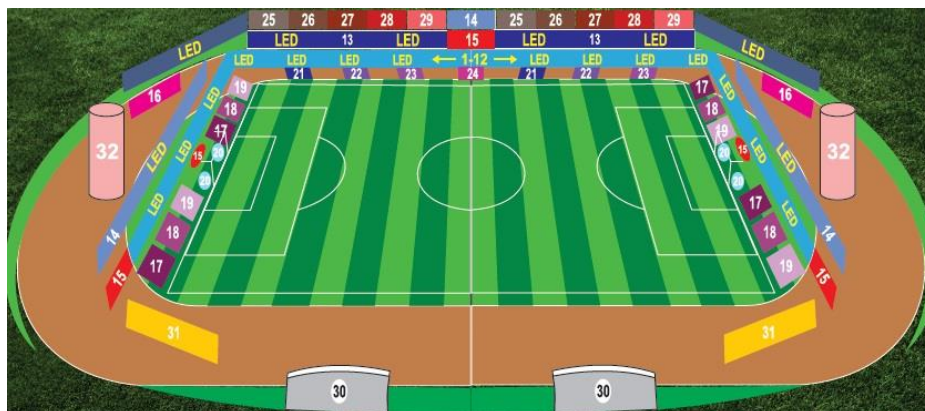 25 26 27 28 29 14 25 26 27 28 29
LED LED 13 LED 15 LED 13 LED LED
LED LED LED LED ← 1-12 → LED LED LED LED
21 22 23 24 21 22 23
16 LED 19 17 LED 16
18 18
32 17 19 32
LED LED 15 20 20 15 LED LED
20 20
LED 19 17 LED
14 18 18 14
15 17 19 15
31 31
30 30